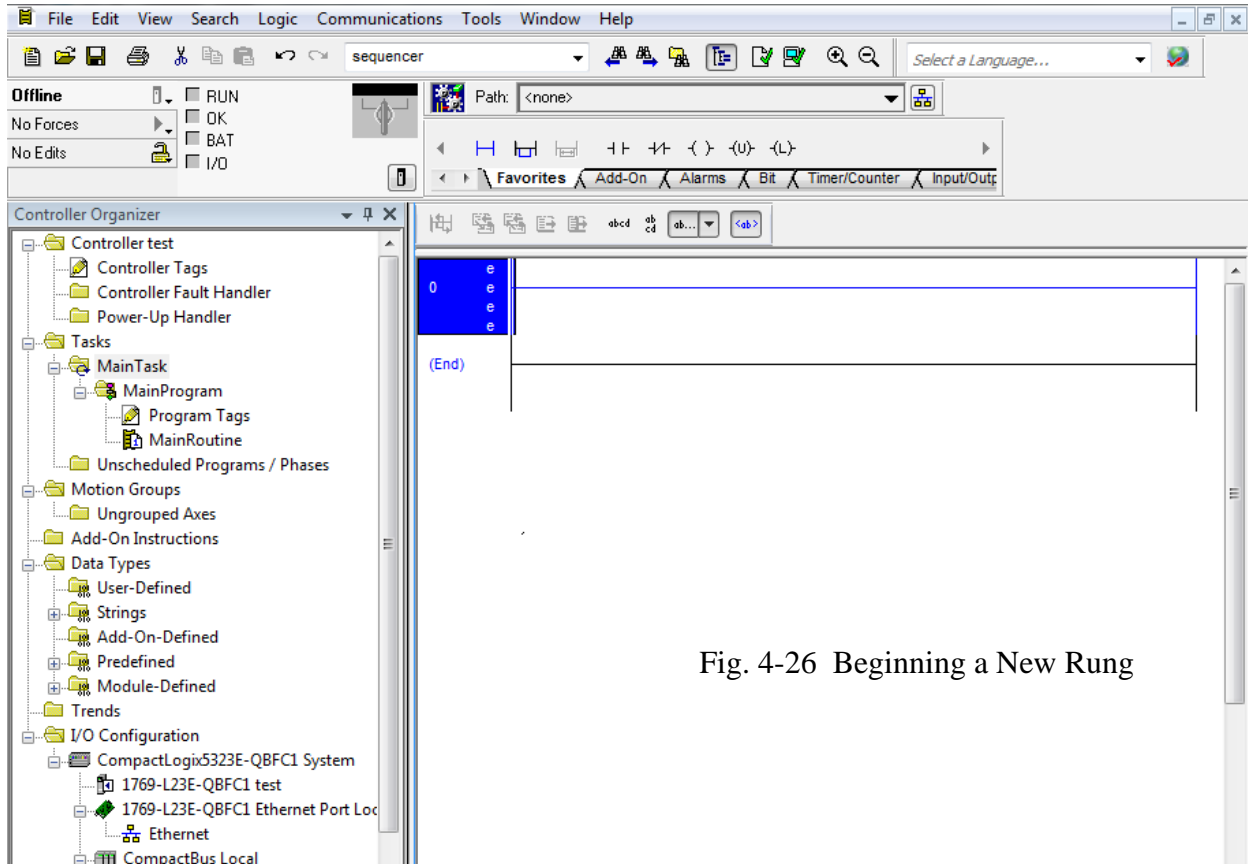 File Edit View Search Logic Communications Tools Window Help
sequencer
Select a Language...
Offline
RUN
No Forces
OK
No Edits
BAT
I/O
Path: <none>
(U) (L)
Favorites Add-On Alarms Bit Timer/Counter Input/Outp
Controller Organizer
abcd ab cd ab... <ab>
Controller test
Controller Tags
Controller Fault Handler
Power-Up Handler
Tasks
MainTask
MainProgram
Program Tags
MainRoutine
Unscheduled Programs / Phases
Motion Groups
Ungrouped Axes
Add-On Instructions
Data Types
User-Defined
Strings
Add-On-Defined
Predefined
Module-Defined
Trends
I/O Configuration
CompactLogix5323E-QBFC1 System
1769-L23E-QBFC1 test
1769-L23E-QBFC1 Ethernet Port Loc
Ethernet
CompactBus Local
e
0 e
e
e
(End)
Fig. 4-26 Beginning a New Rung